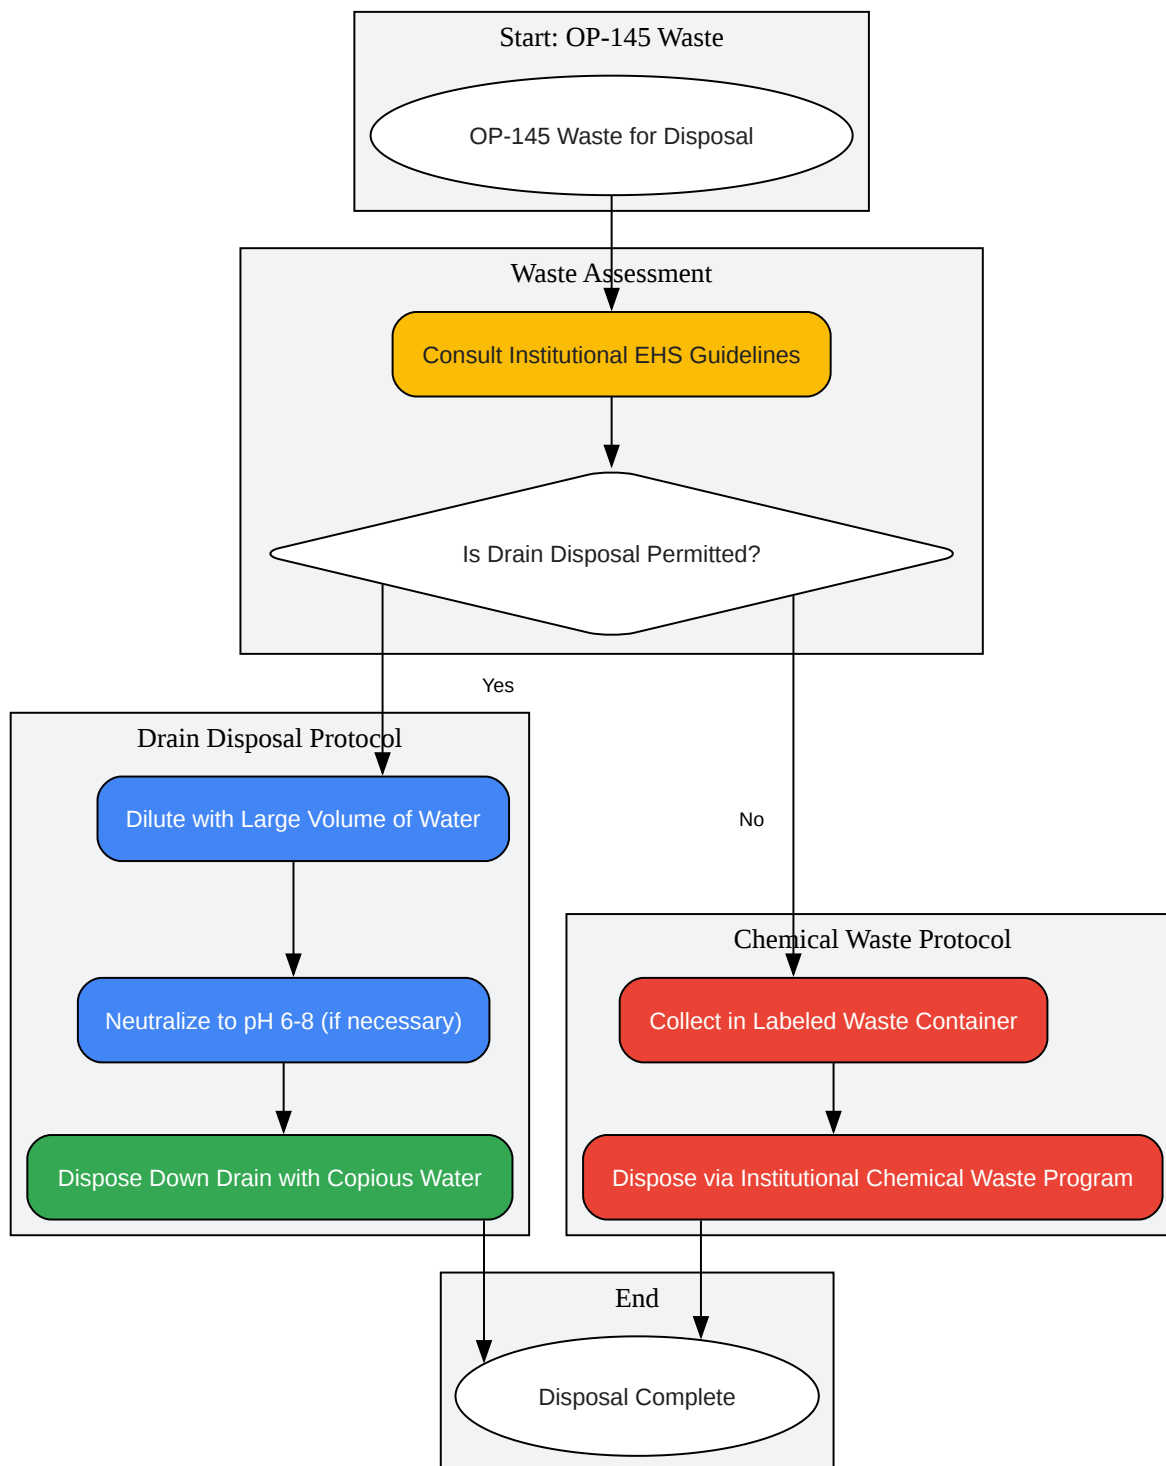 Start: OP-145 Waste
OP-145 Waste for Disposal
Waste Assessment
Consult Institutional EHS Guidelines
Is Drain Disposal Permitted?
Yes
Drain Disposal Protocol
Dilute with Large Volume of Water
Neutralize to pH 6-8 (if necessary)
Dispose Down Drain with Copious Water
No
Chemical Waste Protocol
Collect in Labeled Waste Container
Dispose via Institutional Chemical Waste Program
End
Disposal Complete